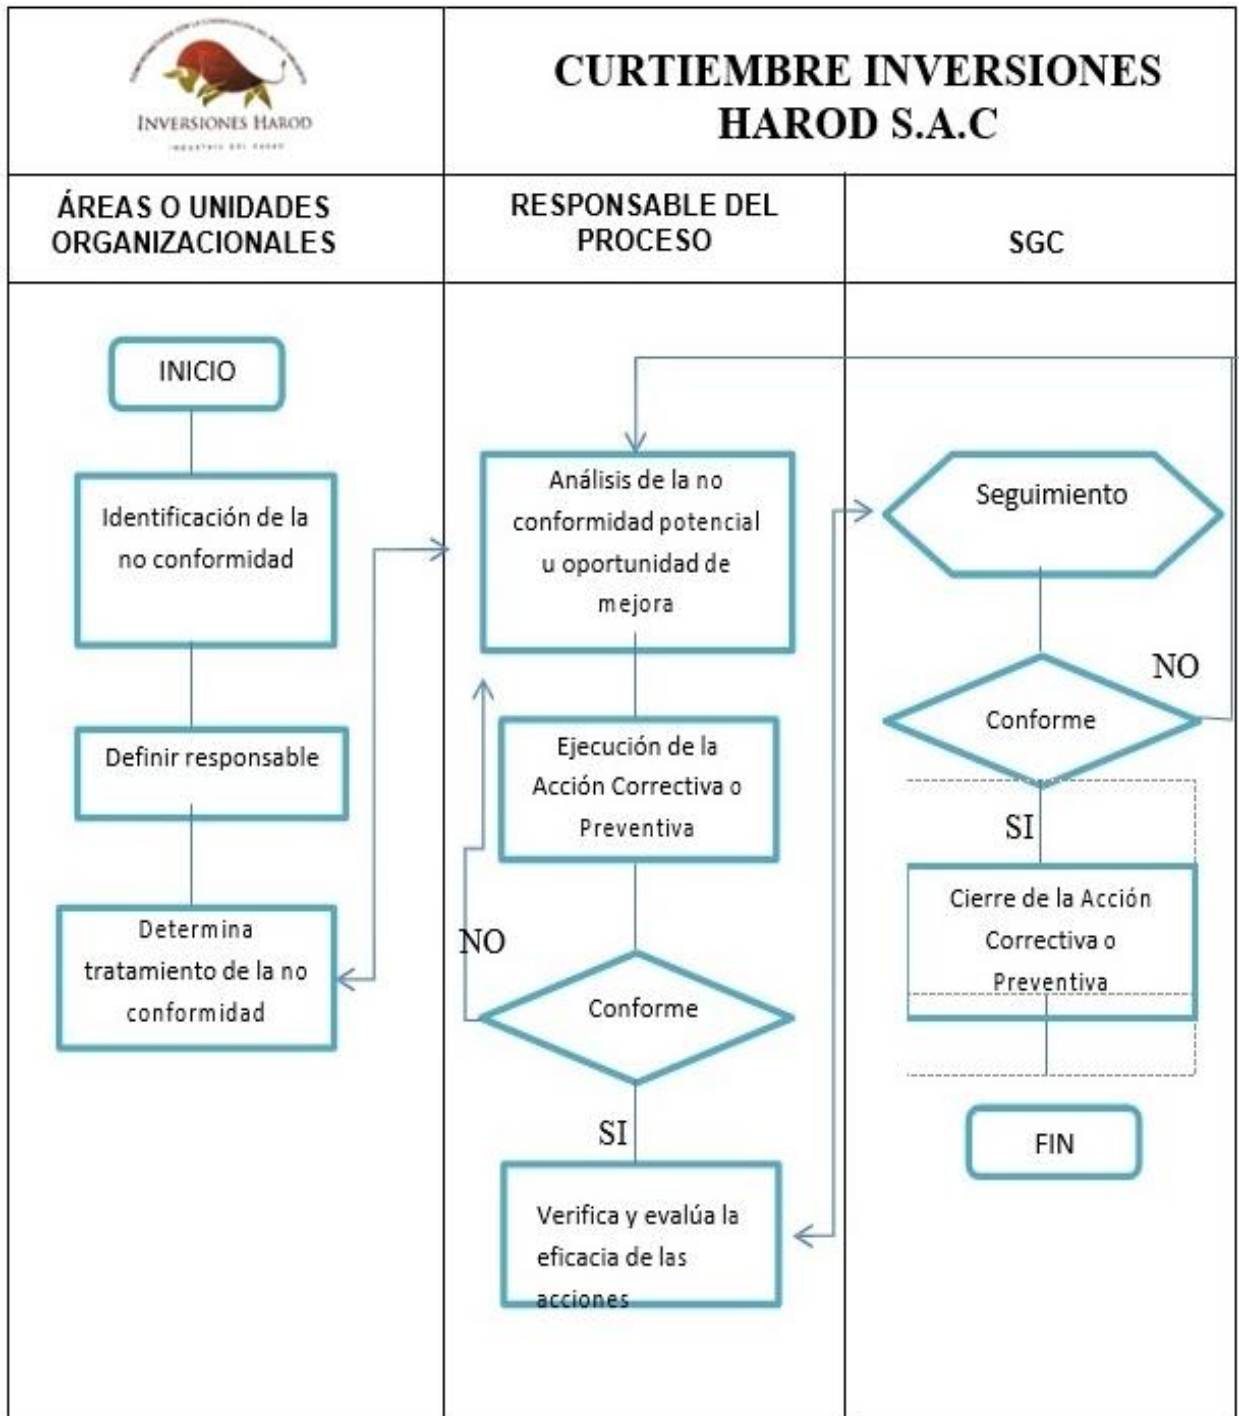 INVERSIONES HAROD
CURTIEMBRE INVERSIONES
HAROD S.A.C
ÁREAS O UNIDADES
ORGANIZACIONALES
RESPONSABLE DEL
PROCESO
SGC
INICIO
Identificación de la
no conformidad
Definir responsable
Determina
tratamiento de la no
conformidad
Análisis de la no
conformidad potencial
u oportunidad de
mejora
Ejecución de la
Acción Correctiva o
Preventiva
NO
Conforme
SI
Verifica y evalúa la
eficacia de las
acciones
Seguimiento
NO
Conforme
SI
Cierre de la Acción
Correctiva o
Preventiva
FIN